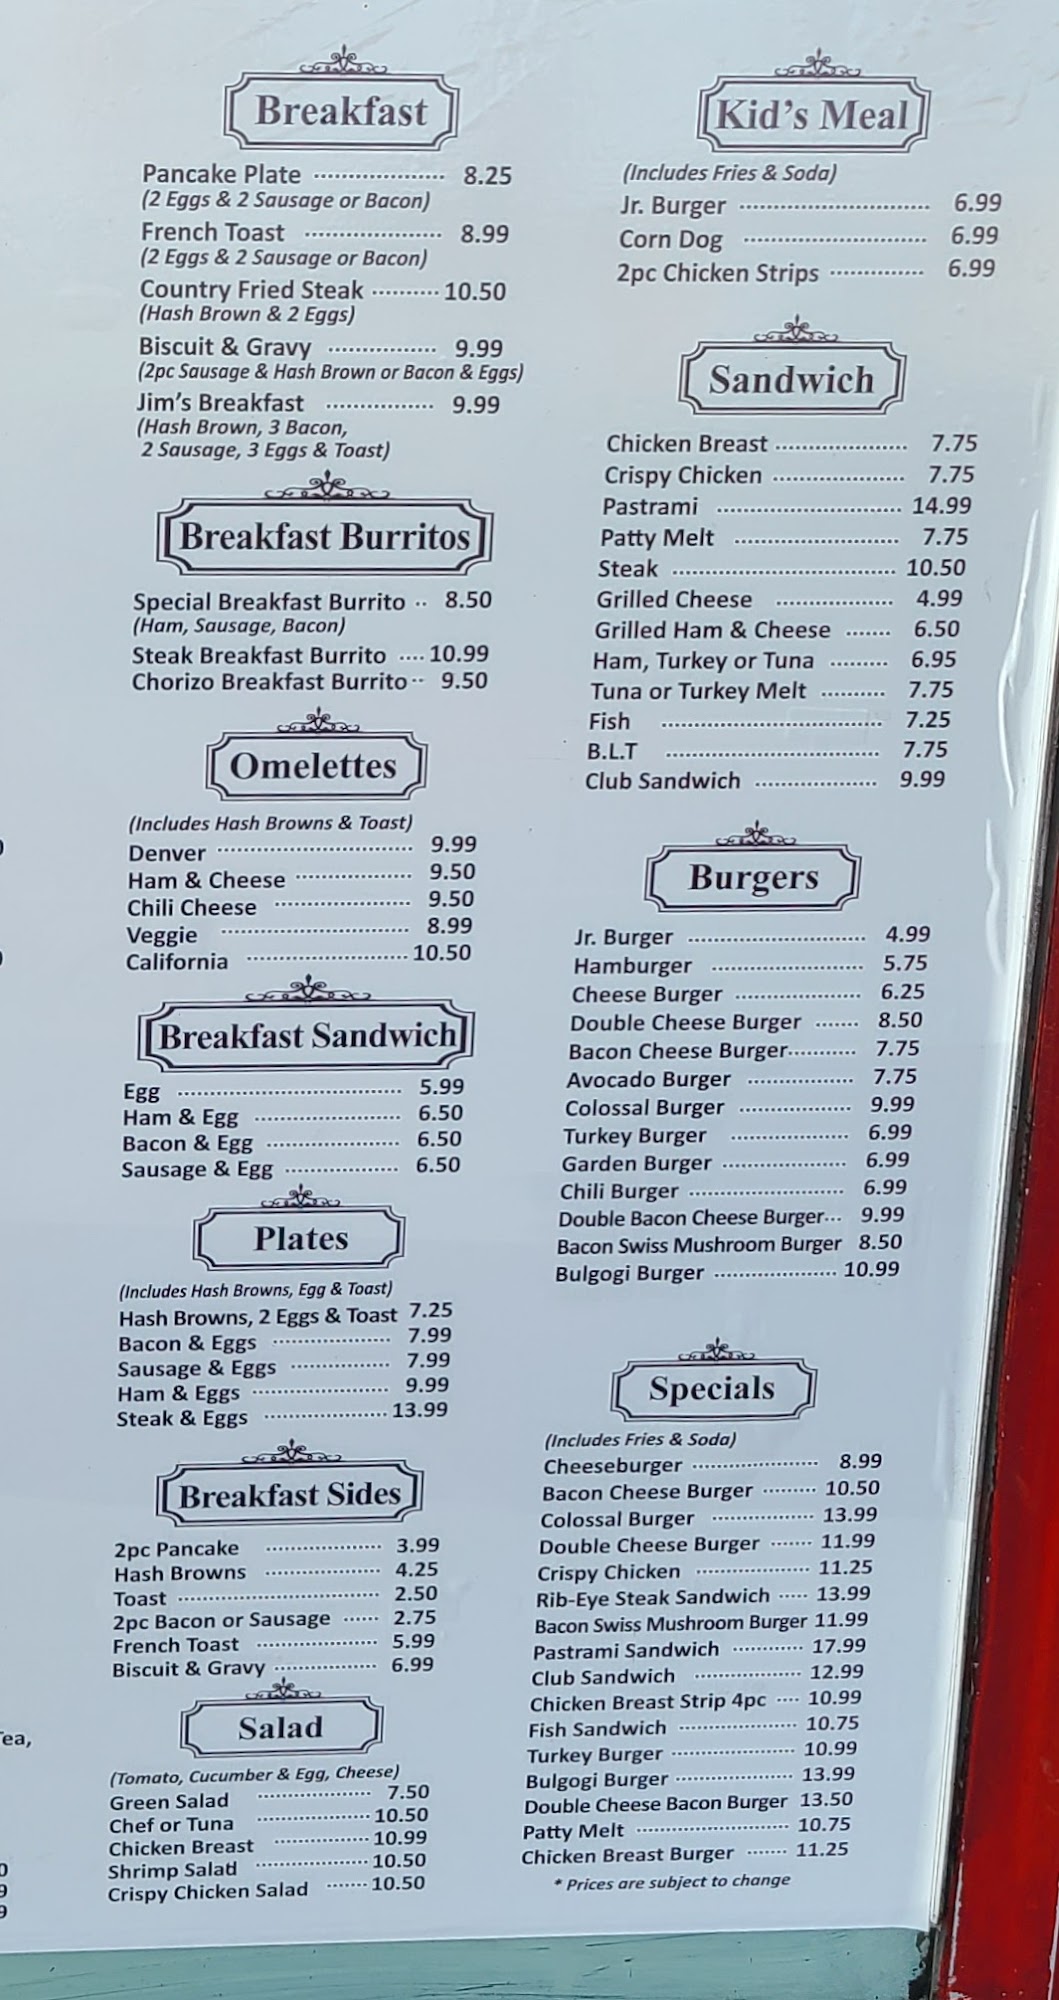 Breakfast
Pancake Plate 8.25
(2 Eggs & 2 Sausage or Bacon)
French Toast 8.99
(2 Eggs & 2 Sausage or Bacon)
Country Fried Steak 10.50
(Hash Brown & 2 Eggs)
Biscuit & Gravy 9.99
(2pc Sausage & Hash Brown or Bacon & Eggs)
Jim's Breakfast 9.99
(Hash Brown, 3 Bacon,
2 Sausage, 3 Eggs & Toast)
Breakfast Burritos
Special Breakfast Burrito 8.50
(Ham, Sausage, Bacon)
Steak Breakfast Burrito 10.99
Chorizo Breakfast Burrito 9.50
Omelettes
(Includes Hash Browns & Toast)
Denver 9.99
Ham & Cheese 9.50
Chili Cheese 9.50
Veggie 8.99
California 10.50
Breakfast Sandwich
Egg 5.99
Ham & Egg 6.50
Bacon & Egg 6.50
Sausage & Egg 6.50
Plates
(Includes Hash Browns, Egg & Toast)
Hash Browns, 2 Eggs & Toast 7.25
Bacon & Eggs 7.99
Sausage & Eggs 7.99
Ham & Eggs 9.99
Steak & Eggs 13.99
Breakfast Sides
2pc Pancake 3.99
Hash Browns 4.25
Toast 2.50
2pc Bacon or Sausage 2.75
French Toast 5.99
Biscuit & Gravy 6.99
Salad
(Tomato, Cucumber & Egg, Cheese)
Green Salad 7.50
Chef or Tuna 10.50
Chicken Breast 10.99
Shrimp Salad 10.50
Crispy Chicken Salad 10.50
Kid's Meal
(Includes Fries & Soda)
Jr. Burger 6.99
Corn Dog 6.99
2pc Chicken Strips 6.99
Sandwich
Chicken Breast 7.75
Crispy Chicken 7.75
Pastrami 14.99
Patty Melt 7.75
Steak 10.50
Grilled Cheese 4.99
Grilled Ham & Cheese 6.50
Ham, Turkey or Tuna 6.95
Tuna or Turkey Melt 7.75
Fish 7.25
B.L.T 7.75
Club Sandwich 9.99
Burgers
Jr. Burger 4.99
Hamburger 5.75
Cheese Burger 6.25
Double Cheese Burger 8.50
Bacon Cheese Burger 7.75
Avocado Burger 7.75
Colossal Burger 9.99
Turkey Burger 6.99
Garden Burger 6.99
Chili Burger 6.99
Double Bacon Cheese Burger 9.99
Bacon Swiss Mushroom Burger 8.50
Bulgogi Burger 10.99
Specials
(Includes Fries & Soda)
Cheeseburger 8.99
Bacon Cheese Burger 10.50
Colossal Burger 13.99
Double Cheese Burger 11.99
Crispy Chicken 11.25
Rib-Eye Steak Sandwich 13.99
Bacon Swiss Mushroom Burger 11.99
Pastrami Sandwich 17.99
Club Sandwich 12.99
Chicken Breast Strip 4pc 10.99
Fish Sandwich 10.75
Turkey Burger 10.99
Bulgogi Burger 13.99
Double Cheese Bacon Burger 13.50
Patty Melt 10.75
Chicken Breast Burger 11.25
* Prices are subject to change